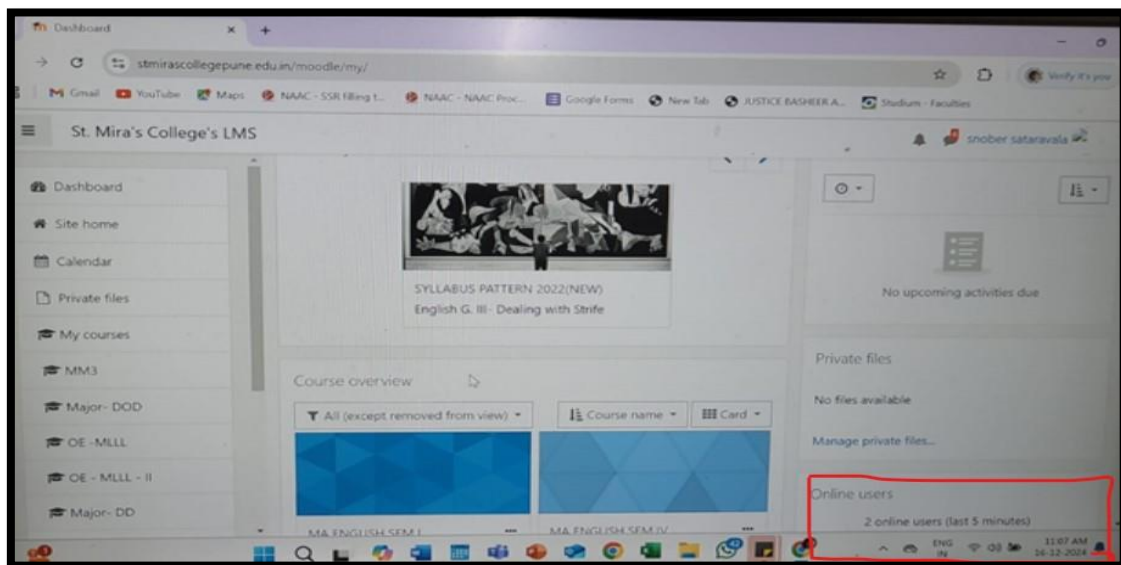 Dashboard
stmirascollegepune.edu.in/moodle/my/
Verify it's you
Gmail
YouTube
Maps
NAAC - SSR filling t...
NAAC - NAAC Proc...
Google Forms
New Tab
JUSTICE BASHEER A...
Studium - Faculties
St. Mira's College's LMS
snober sataravala
Dashboard
Site home
Calendar
Private files
My courses
MM3
Major- DOD
OE -MLLL
OE - MLLL - II
Major- DD
SYLLABUS PATTERN 2022(NEW)
English G. III- Dealing with Strife
Course overview
All (except removed from view)
Course name
Card
MA ENGLISH SEM I
MA ENGLISH SEM IV
No upcoming activities due
Private files
No files available
Manage private files...
Online users
2 online users (last 5 minutes)
ENG
IN
11:07 AM
16-12-2024